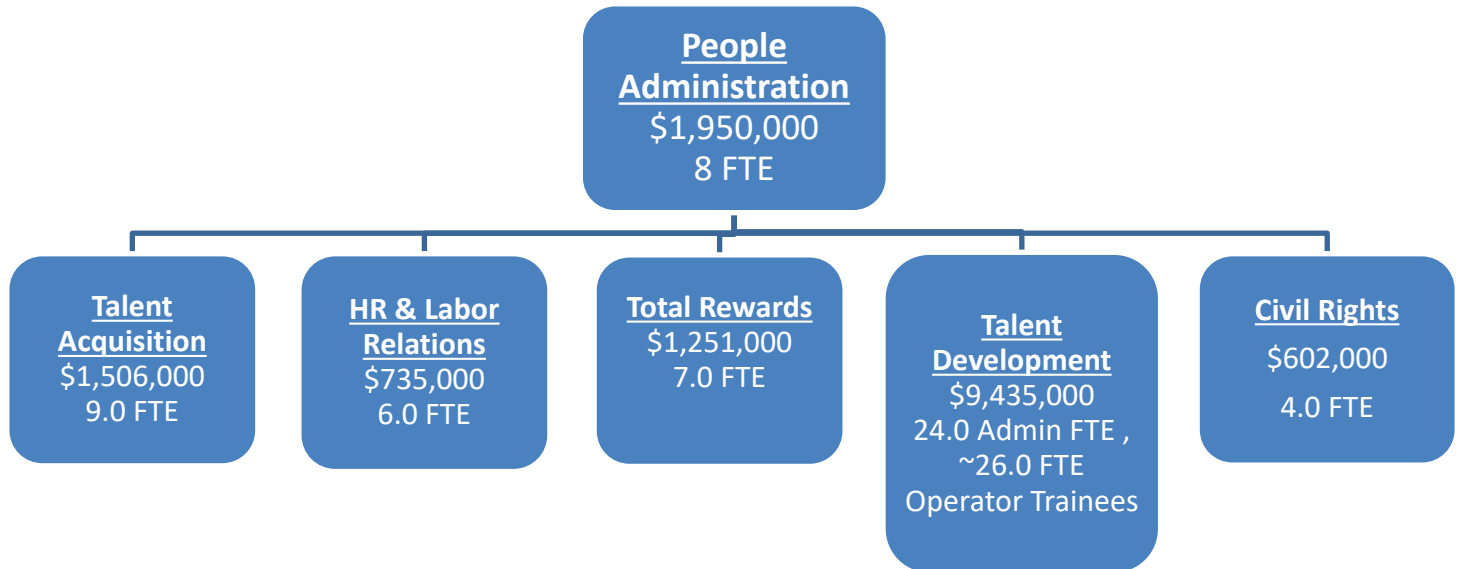 People
Administration
$1,950,000
8 FTE
Talent
Acquisition
$1,506,000
9.0 FTE
HR & Labor
Relations
$735,000
6.0 FTE
Total Rewards
$1,251,000
7.0 FTE
Talent
Development
$9,435,000
24.0 Admin FTE ,
~26.0 FTE
Operator Trainees
Civil Rights
$602,000
4.0 FTE